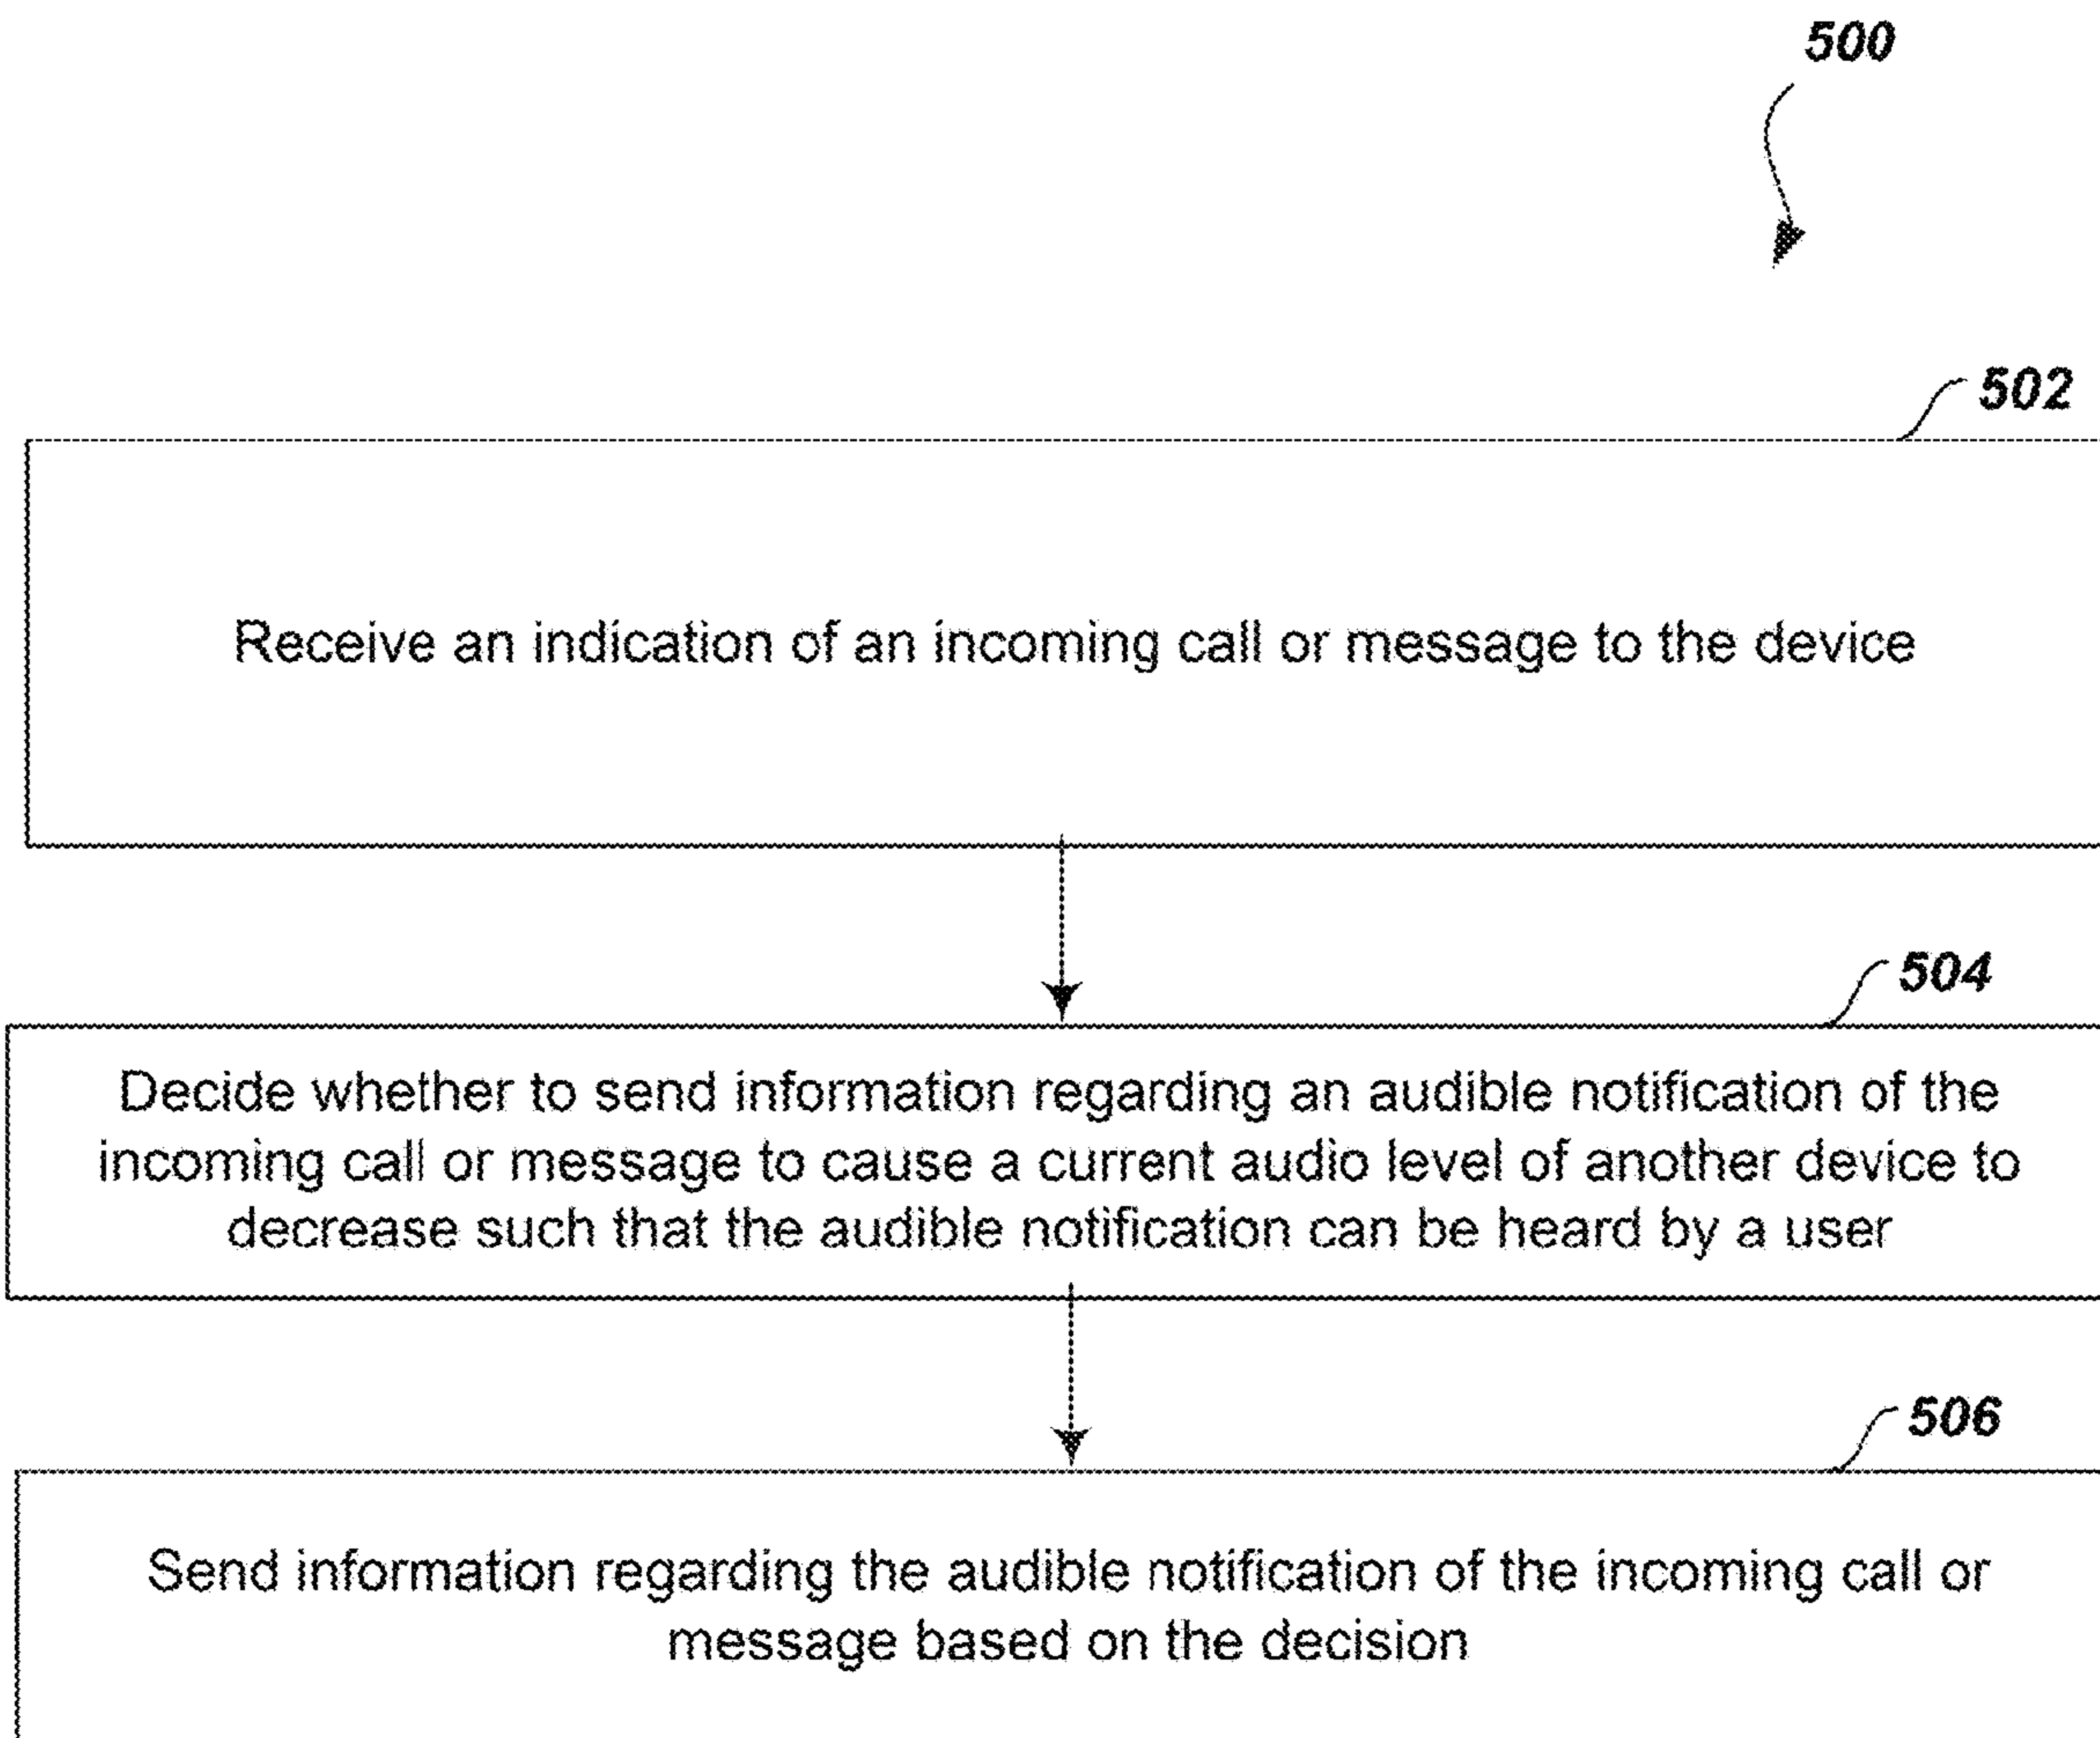 500
502
Receive an indication of an incoming call or message to the device
504
Decide whether to send information regarding an audible notification of the
incoming call or message to cause a current audio level of another device to
decrease such that the audible notification can be heard by a user
506
Send information regarding the audible notification of the incoming call or
message based on the decision